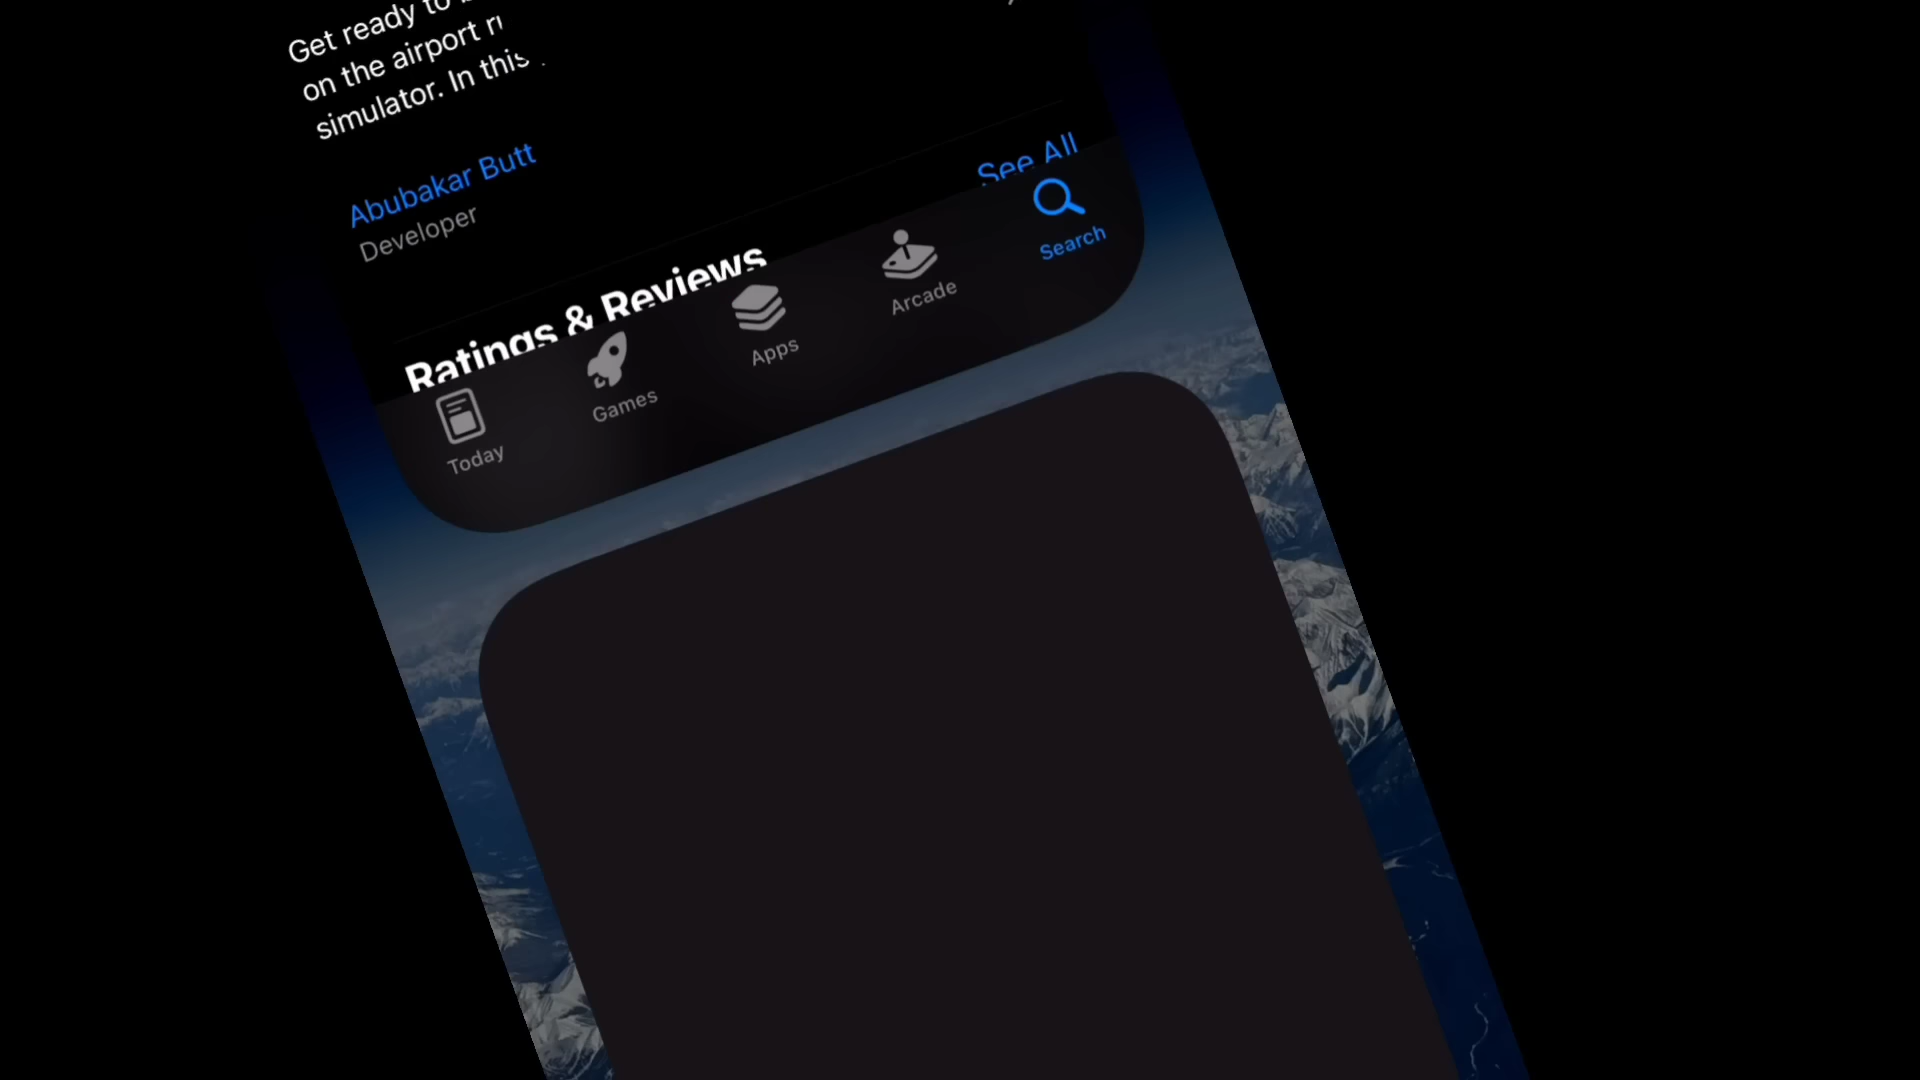 Get ready to
on the airport
simulator. In this
Abubakar Butt
Developer
See All
Ratings & Reviews
Today
Games
Apps
Arcade
Search